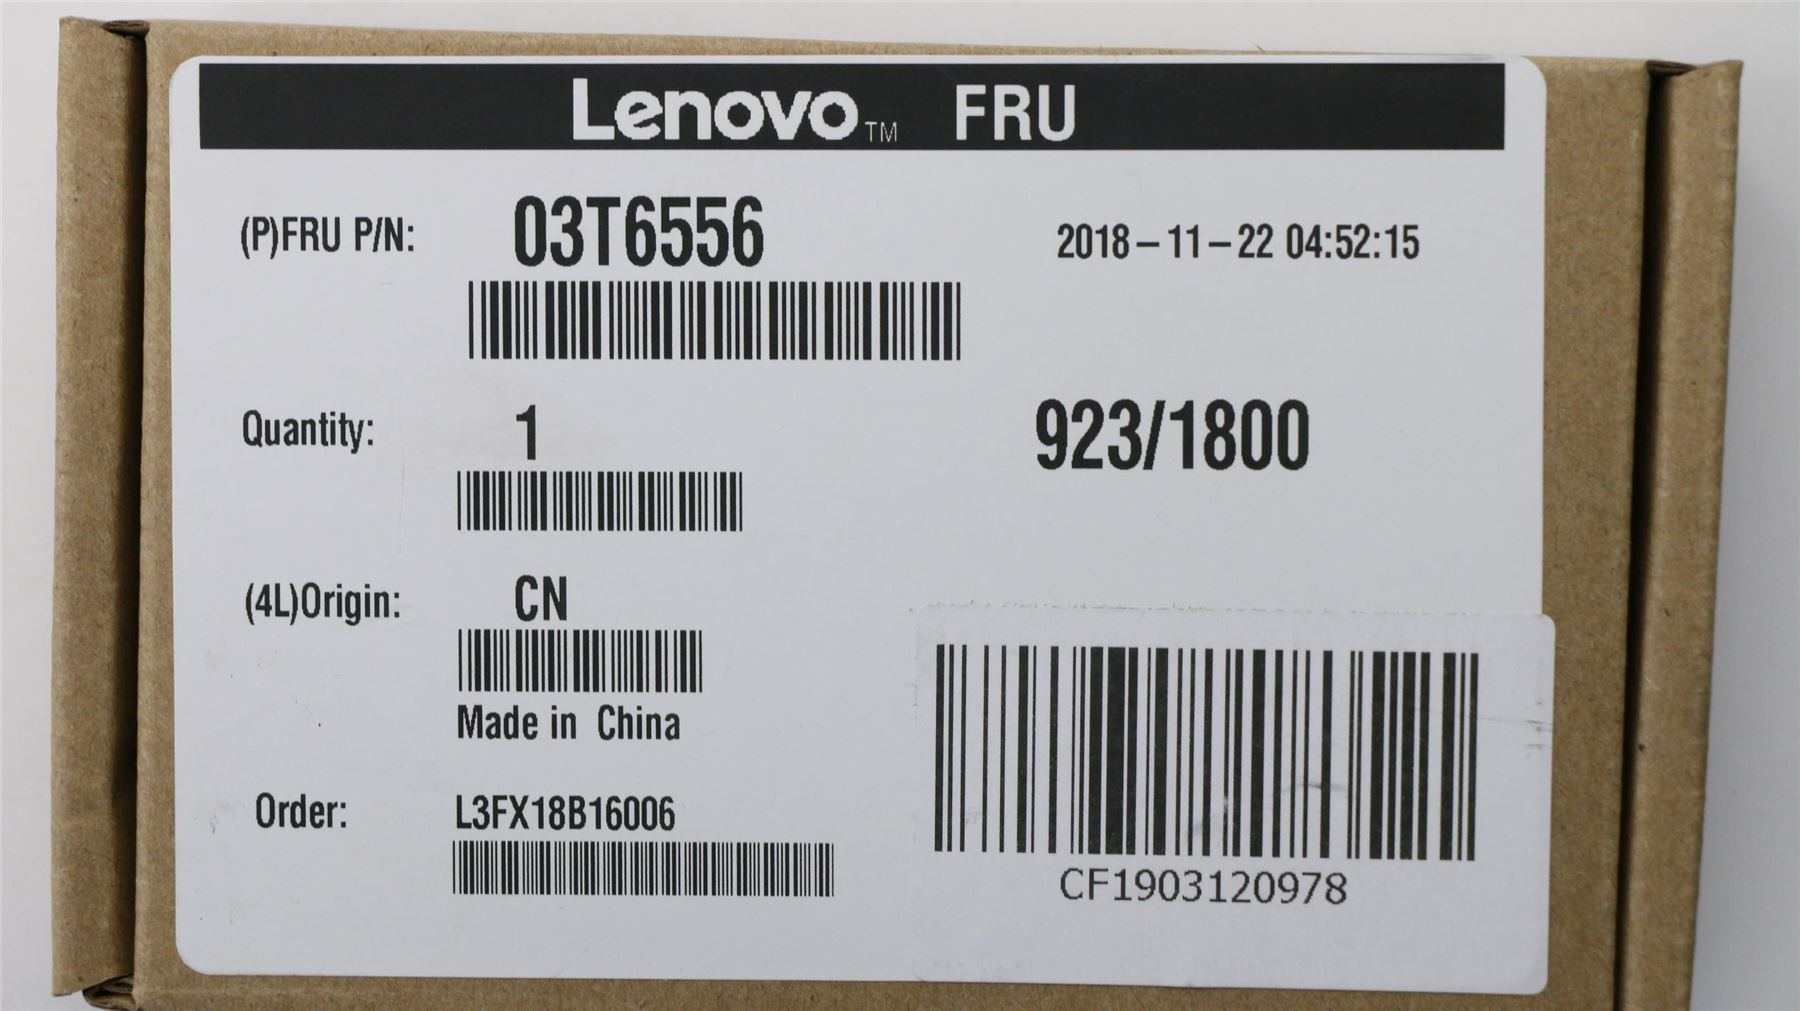 Lenovo™ FRU
(P)FRU P/N: 03T6556 2018-11-22 04:52:15
Quantity: 1 923/1800
(4L)Origin: CN
Made in China
Order: L3FX18B16006
CF1903120978